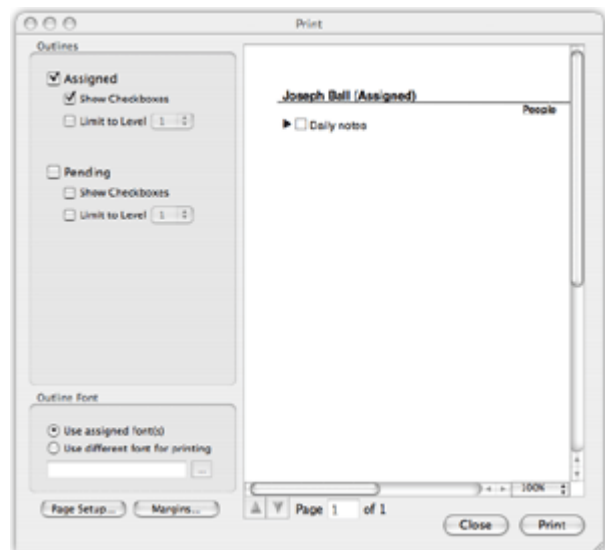 Print
Outlines
Assigned
Show Checkboxes
Limit to Level 1
Pending
Show Checkboxes
Limit to Level 1
Outline Font
Use assigned font(s)
Use different font for printing
...
Page Setup... Margins...
Joseph Ball (Assigned)
People
Daily notes
100%
Page 1 of 1
Close Print